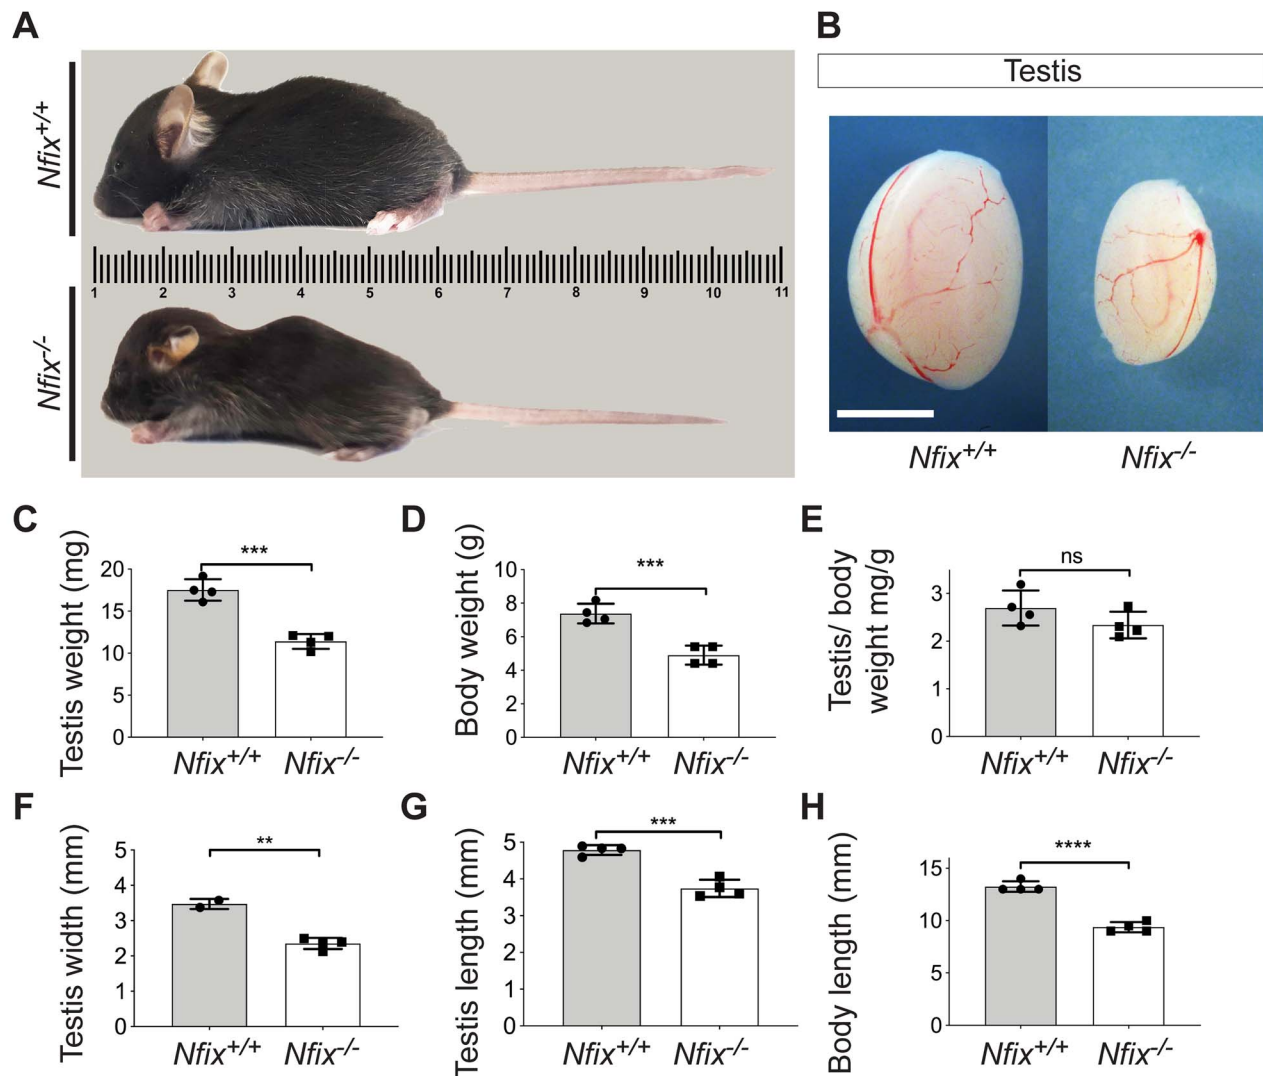 A
B
Nfix+/+
Nfix-/-
1 2 3 4 5 6 7 8 9 10 11
Testis
Nfix+/+ Nfix-/-
C
Testis weight (mg)
20
15
10
5
0
***
Nfix+/+ Nfix-/-
D
Body weight (g)
10
8
6
4
2
0
***
Nfix+/+ Nfix-/-
E
Testis/ body
weight mg/g
3
2
1
0
ns
Nfix+/+ Nfix-/-
F
Testis width (mm)
5
4
3
2
1
0
**
Nfix+/+ Nfix-/-
G
Testis length (mm)
5
4
3
2
1
0
***
Nfix+/+ Nfix-/-
H
Body length (mm)
15
10
5
0
****
Nfix+/+ Nfix-/-